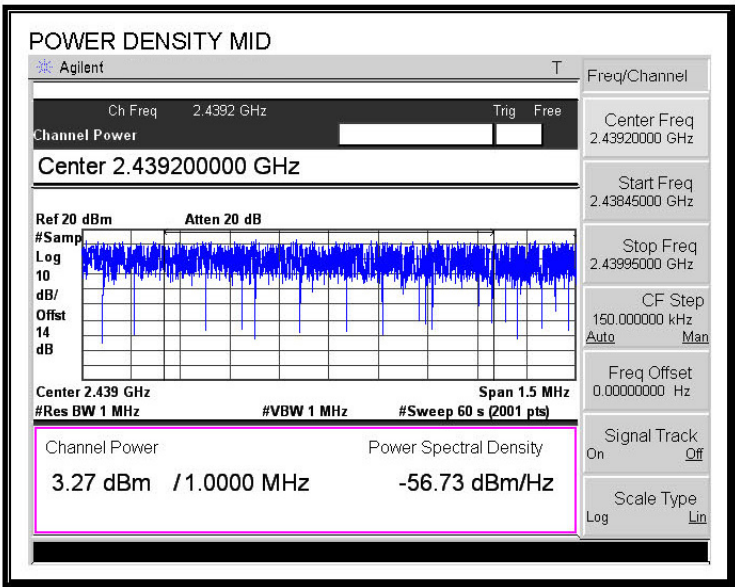 POWER DENSITY MID
Agilent T
Freq/Channel
Ch Freq 2.4392 GHz Trig Free
Channel Power
Center 2.439200000 GHz
Center Freq
2.43920000 GHz
Start Freq
2.43845000 GHz
Stop Freq
2.43995000 GHz
CF Step
150.000000 kHz
Auto Man
Freq Offset
0.00000000 Hz
Signal Track
On Off
Scale Type
Log Lin
Ref 20 dBm Atten 20 dB
#Samp
Log
10
dB/
Offst
14
dB
Center 2.439 GHz Span 1.5 MHz
#Res BW 1 MHz #VBW 1 MHz #Sweep 60 s (2001 pts)
Channel Power Power Spectral Density
3.27 dBm /1.0000 MHz -56.73 dBm/Hz